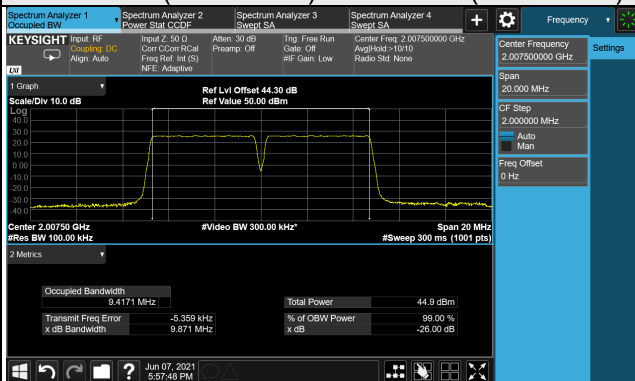 Spectrum Analyzer 1
Occupied BW
Spectrum Analyzer 2
Power Stat CCDF
Spectrum Analyzer 3
Swept SA
Spectrum Analyzer 4
Swept SA
+
Frequency
KEYSIGHT
Input: RF
Coupling: DC
Align: Auto
Input Z: 50 Ω
Corr CCorr RCal
Freq Ref: Int (S)
NFE: Adaptive
Atten: 30 dB
Preamp: Off
Trig: Free Run
Gate: Off
#IF Gain: Low
Center Freq: 2.007500000 GHz
Avg|Hold:>10/10
Radio Std: None
LXI
Center Frequency
2.007500000 GHz
Settings
Span
20.000 MHz
CF Step
2.000000 MHz
Auto
Man
Freq Offset
0 Hz
1 Graph
Scale/Div 10.0 dB
Ref Lvl Offset 44.30 dB
Ref Value 50.00 dBm
Log
40.0
30.0
20.0
10.0
0.00
-10.0
-20.0
-30.0
-40.0
Center 2.00750 GHz
#Res BW 100.00 kHz
#Video BW 300.00 kHz*
Span 20 MHz
#Sweep 300 ms (1001 pts)
2 Metrics
Occupied Bandwidth
9.4171 MHz
Total Power 44.9 dBm
Transmit Freq Error -5.359 kHz
% of OBW Power 99.00 %
x dB Bandwidth 9.871 MHz
x dB -26.00 dB
?
Jun 07, 2021
5:57:48 PM